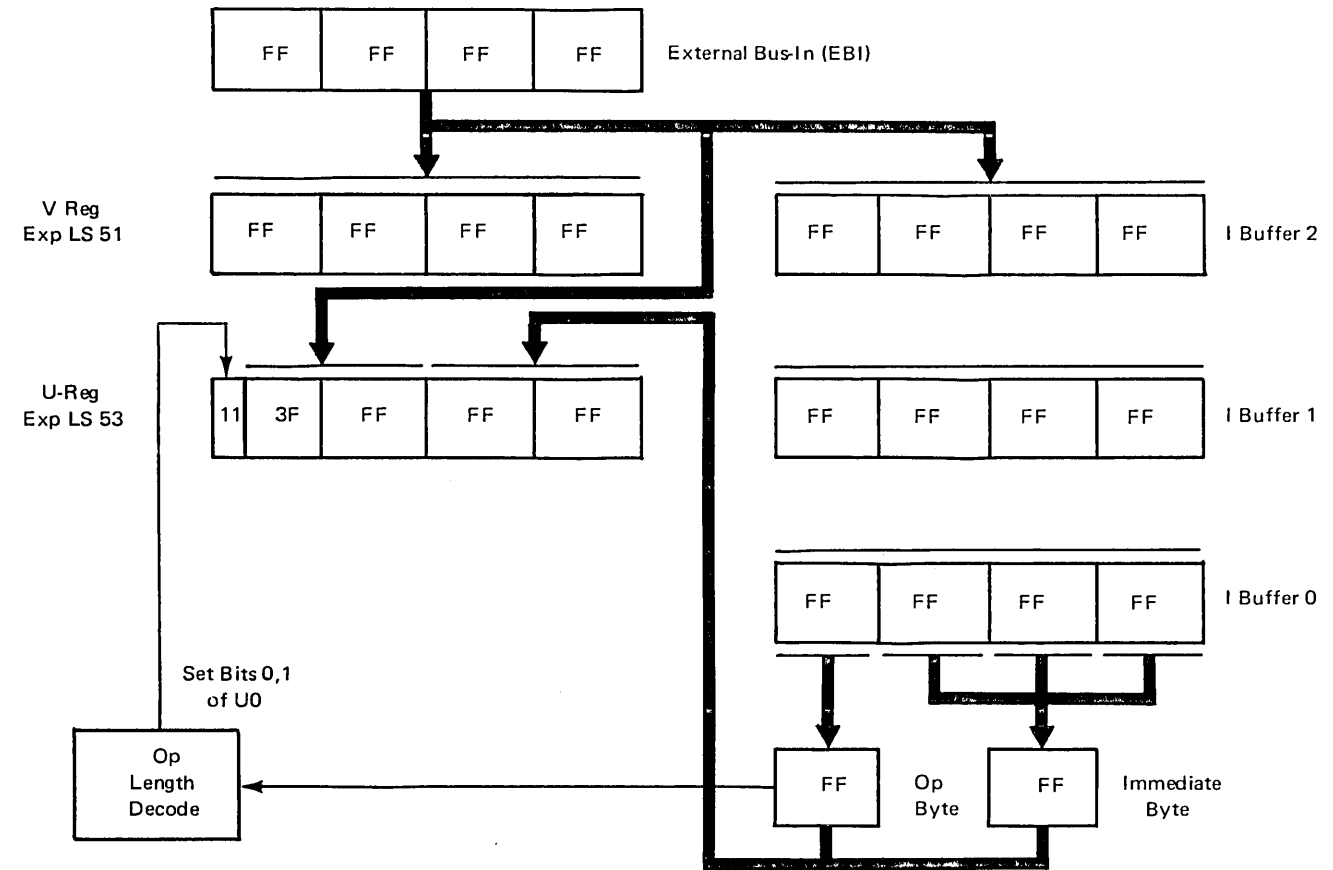 FF FF FF FF External Bus-In (EBI)
V Reg
Exp LS 51
FF FF FF FF
FF FF FF FF
I Buffer 2
U-Reg
Exp LS 53
11 3F FF FF FF
FF FF FF FF
I Buffer 1
FF FF FF FF
I Buffer 0
Set Bits 0,1
of U0
Op
Length
Decode
FF
Op
Byte
FF
Immediate
Byte